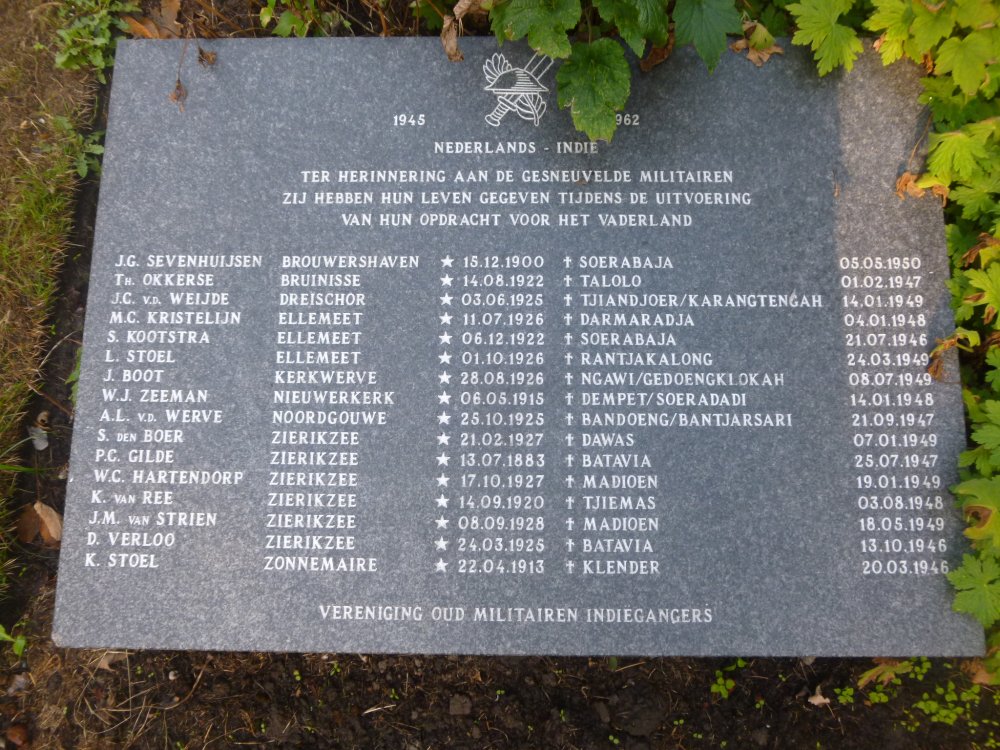 1945 962
NEDERLANDS - INDIE
TER HERINNERING AAN DE GESNEUVELDE MILITAIREN
ZIJ HEBBEN HUN LEVEN GEGEVEN TIJDENS DE UITVOERING
VAN HUN OPDRACHT VOOR HET VADERLAND
J.G. SEVENHUIJSEN BROUWERSHAVEN ★ 15.12.1900 † SOERABAJA 05.05.1950
TH. OKKERSE BRUINISSE ★ 14.08.1922 † TALOLO 01.02.1947
J.C. V.D. WEIJDE DREISCHOR ★ 03.06.1925 † TJIANDJOER/KARANGTENGAH 14.01.1949
M.C. KRISTELIJN ELLEMEET ★ 11.07.1926 † DARMARADJA 04.01.1948
S. KOOTSTRA ELLEMEET ★ 06.12.1922 † SOERABAJA 21.07.1946
L. STOEL ELLEMEET ★ 01.10.1926 † RANTJAKALONG 24.03.1949
J. BOOT KERKWERVE ★ 28.08.1926 † NGAWI/GEDOENGKLOKAH 08.07.1949
W.J. ZEEMAN NIEUWERKERK ★ 06.05.1915 † DEMPET/SOERADADI 14.01.1948
A.L. V.D. WERVE NOORDGOUWE ★ 25.10.1925 † BANDOENG/BANTJARSARI 21.09.1947
S. DEN BOER ZIERIKZEE ★ 21.02.1927 † DAWAS 07.01.1949
P.C. GILDE ZIERIKZEE ★ 13.07.1883 † BATAVIA 25.07.1947
W.C. HARTENDORP ZIERIKZEE ★ 17.10.1927 † MADIOEN 19.01.1949
K. VAN REE ZIERIKZEE ★ 14.09.1920 † TJIEMAS 03.08.1948
J.M. VAN STRIEN ZIERIKZEE ★ 08.09.1928 † MADIOEN 18.05.1949
D. VERLOO ZIERIKZEE ★ 24.03.1925 † BATAVIA 13.10.1946
K. STOEL ZONNEMAIRE ★ 22.04.1913 † KLENDER 20.03.1946
VERENIGING OUD MILITAIREN INDIEGANGERS